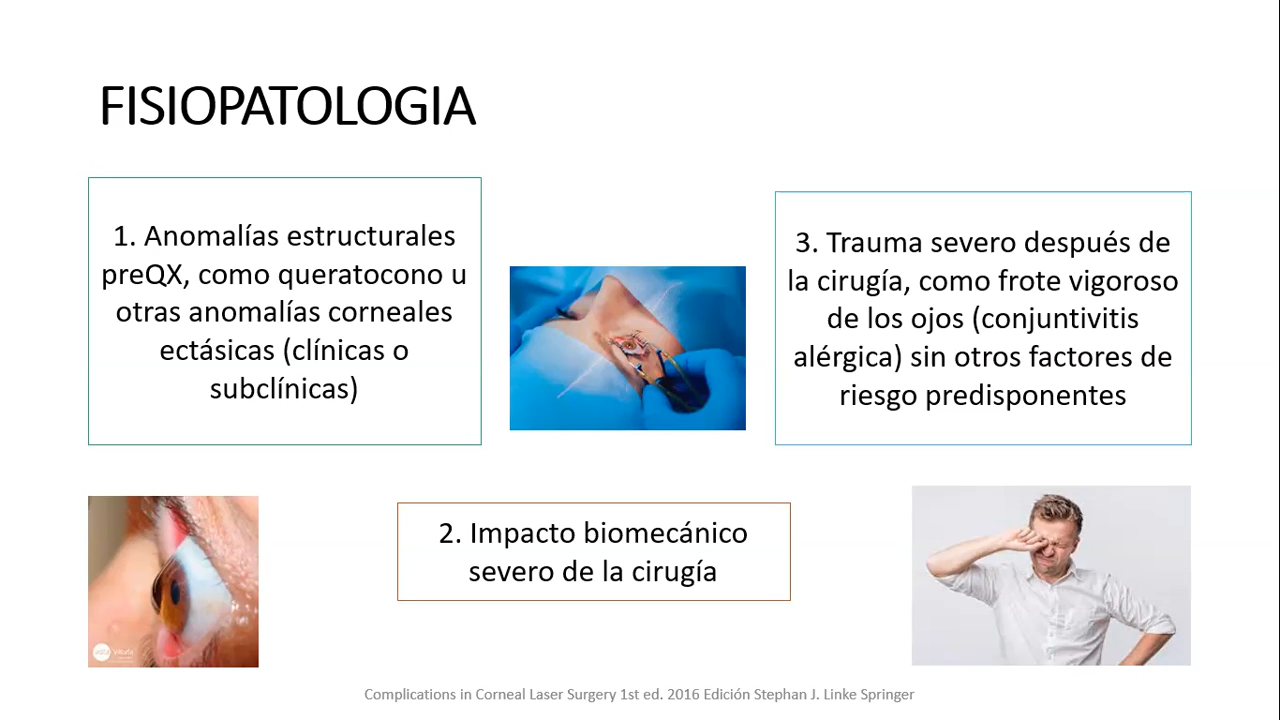 FISIOPATOLOGIA
1. Anomalías estructurales
preQX, como queratocono u
otras anomalías corneales
ectásicas (clínicas o
subclínicas)
2. Impacto biomecánico
severo de la cirugía
3. Trauma severo después de
la cirugía, como frote vigoroso
de los ojos (conjuntivitis
alérgica) sin otros factores de
riesgo predisponentes
Complications in Corneal Laser Surgery 1st ed. 2016 Edición Stephan J. Linke Springer